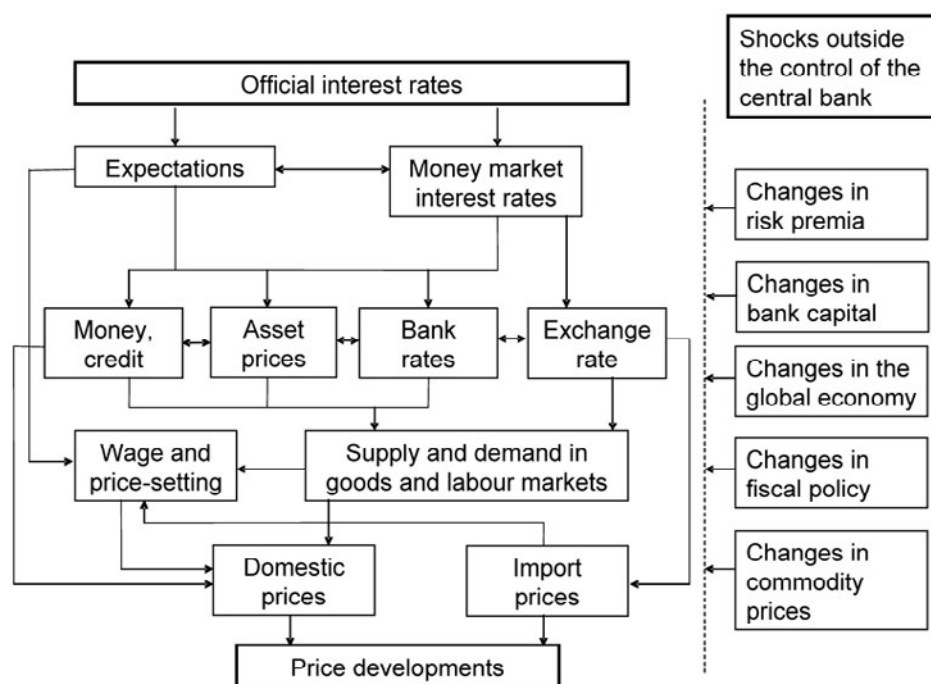 Official interest rates
Shocks outside
the control of the
central bank
Expectations
Money market
interest rates
Changes in
risk premia
Money,
credit
Asset
prices
Bank
rates
Exchange
rate
Changes in
bank capital
Changes in the
global economy
Wage and
price-setting
Supply and demand in
goods and labour markets
Changes in
fiscal policy
Domestic
prices
Import
prices
Changes in
commodity
prices
Price developments